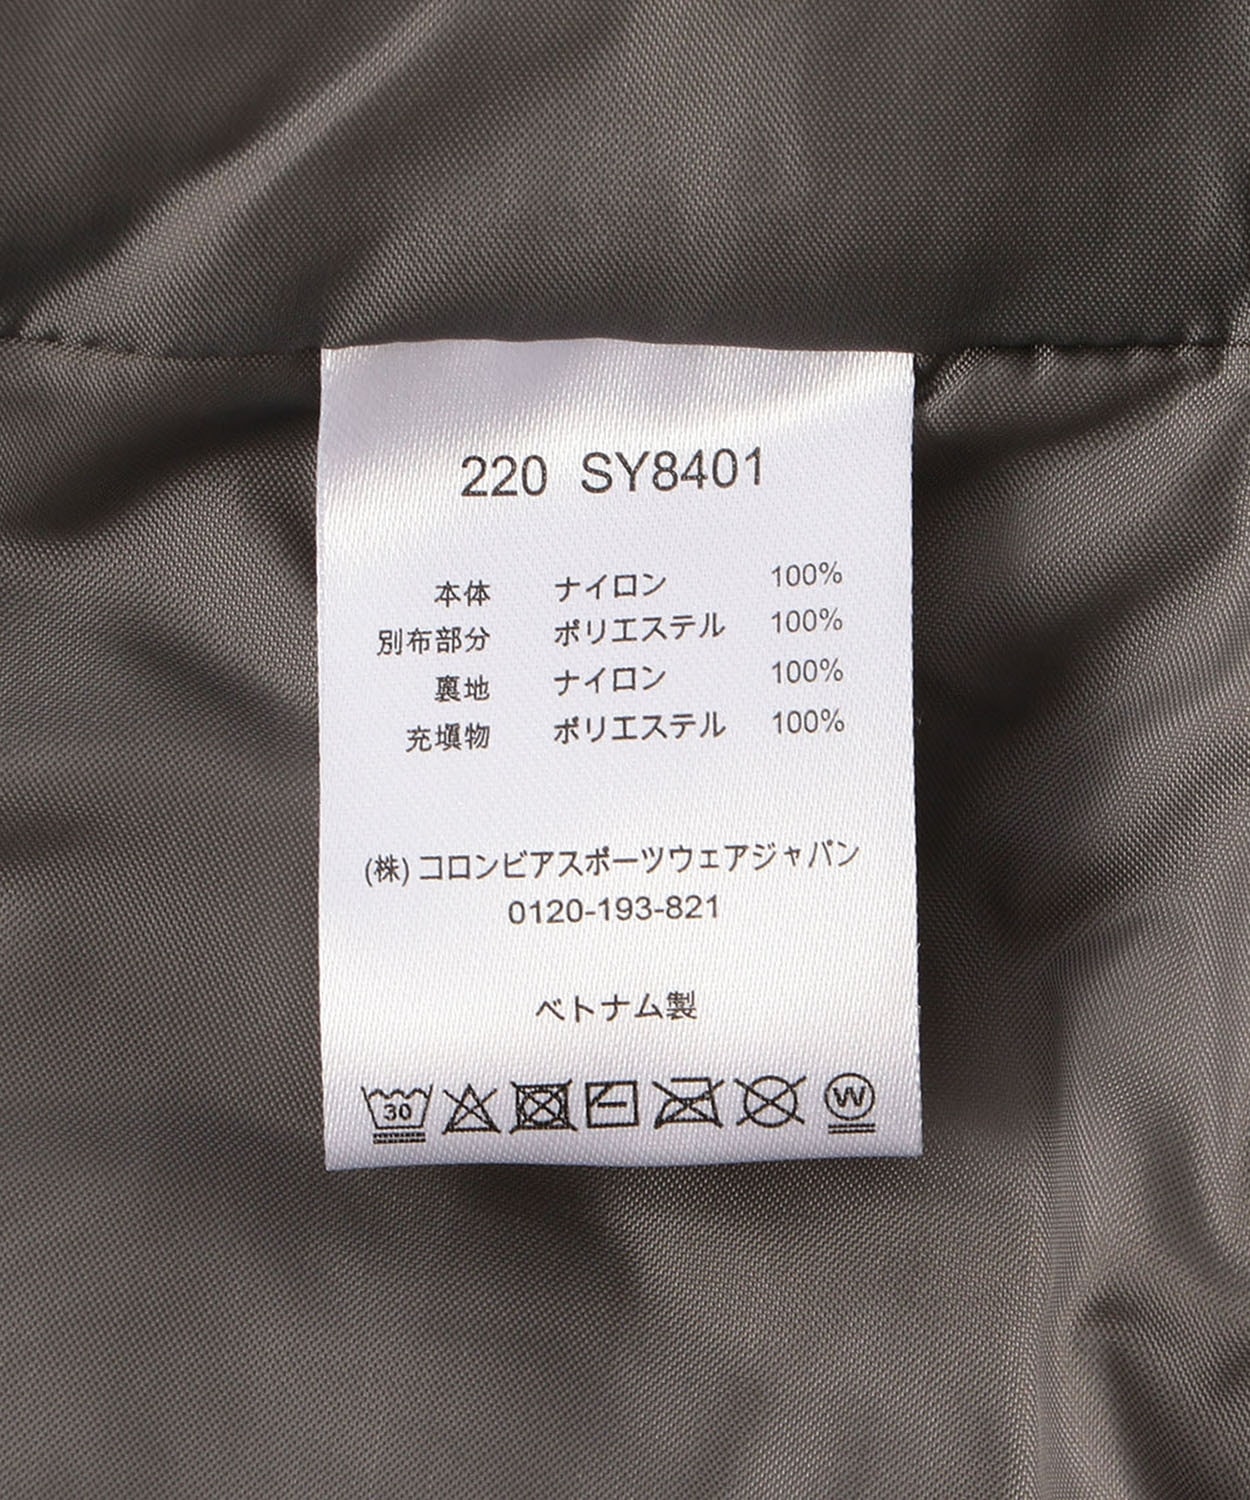 220 SY8401
本体 ナイロン 100%
別布部分 ポリエステル 100%
裏地 ナイロン 100%
充填物 ポリエステル 100%
(株)コロンビアスポーツウェアジャパン
0120-193-821
ベトナム製
30 W